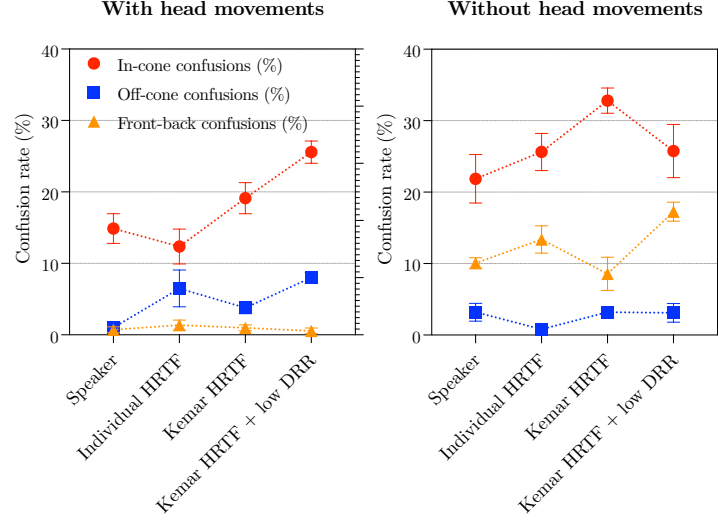 With head movements
Without head movements
Confusion rate (%)
40
30
20
10
0
In-cone confusions (%)
Off-cone confusions (%)
Front-back confusions (%)
Speaker
Individual HRTF
Kemar HRTF
Kemar HRTF + low DRR
Confusion rate (%)
40
30
20
10
0
Speaker
Individual HRTF
Kemar HRTF
Kemar HRTF + low DRR